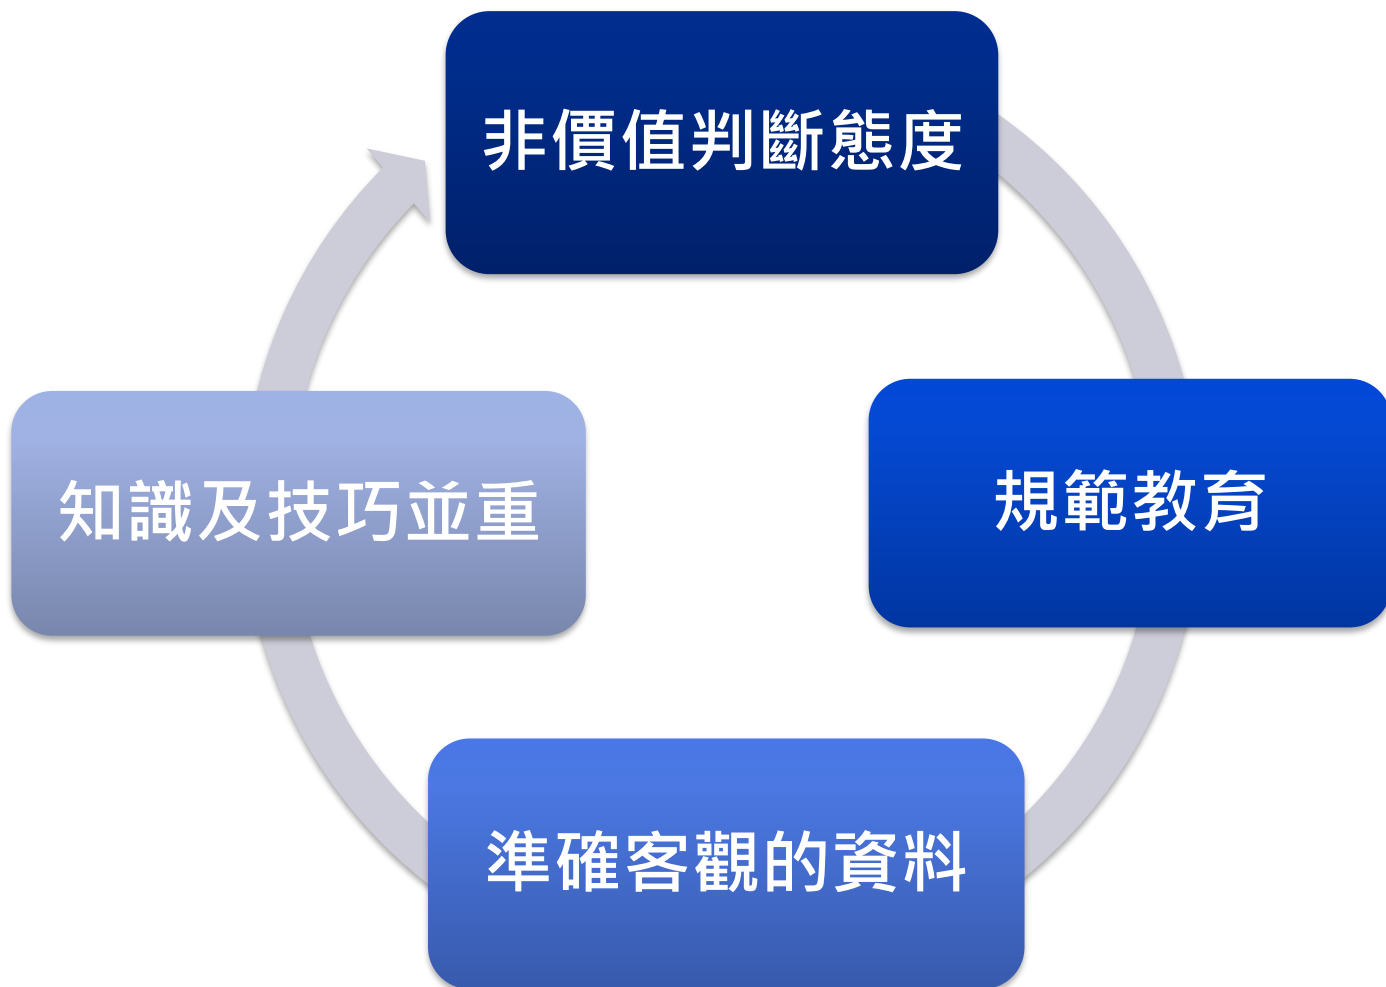 非價值判斷態度
規範教育
準確客觀的資料
知識及技巧並重